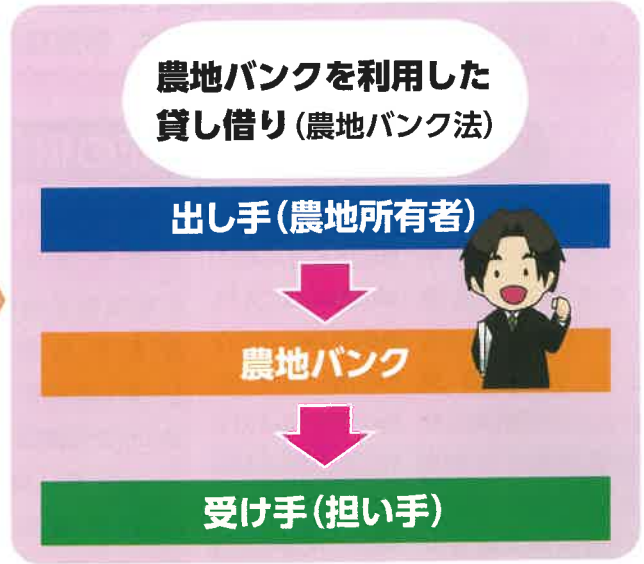 農地バンクを利用した
貸し借り(農地バンク法)
出し手(農地所有者)
農地バンク
受け手(担い手)